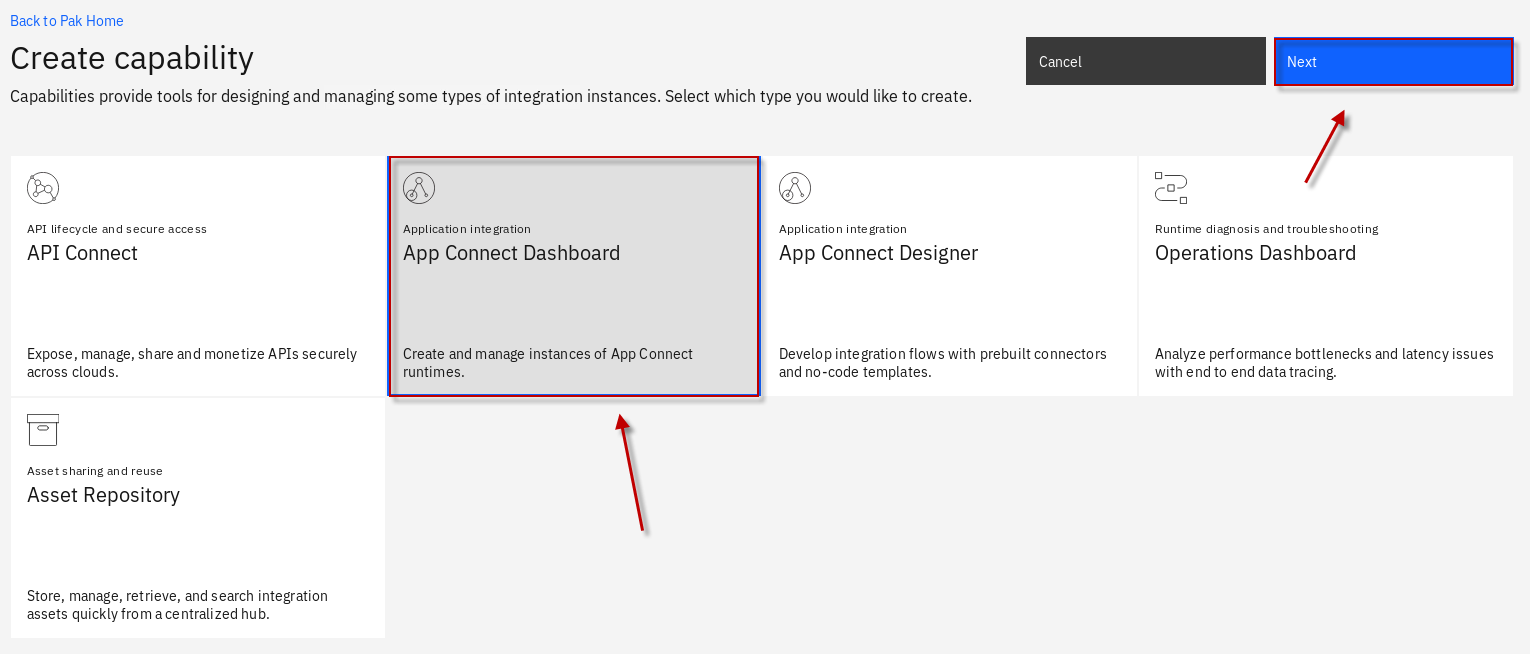 Back to Pak Home
Create capability
Capabilities provide tools for designing and managing some types of integration instances. Select which type you would like to create.
Cancel
Next
API lifecycle and secure access
API Connect
Expose, manage, share and monetize APIs securely
across clouds.
Application integration
App Connect Dashboard
Create and manage instances of App Connect
runtimes.
Application integration
App Connect Designer
Develop integration flows with prebuilt connectors
and no-code templates.
Runtime diagnosis and troubleshooting
Operations Dashboard
Analyze performance bottlenecks and latency issues
with end to end data tracing.
Asset sharing and reuse
Asset Repository
Store, manage, retrieve, and search integration
assets quickly from a centralized hub.